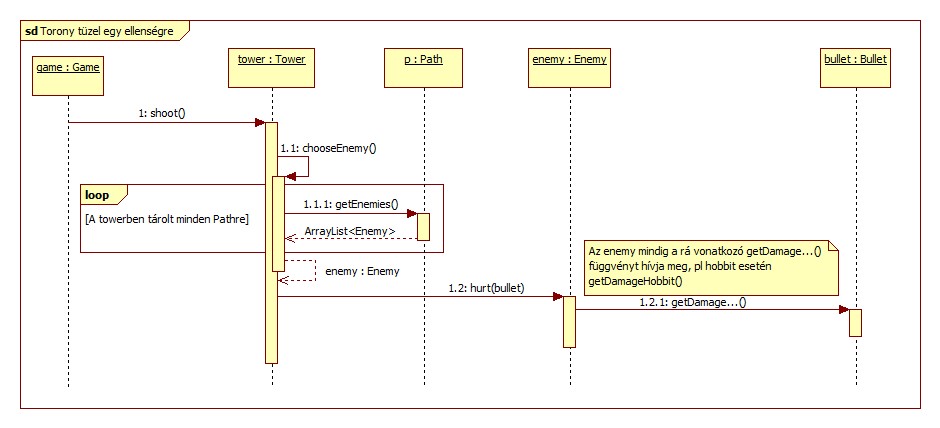 sd Torony tüzel egy ellenségre
game : Game
tower : Tower
p : Path
enemy : Enemy
bullet : Bullet
1: shoot()
1.1: chooseEnemy()
loop
[A towerben tárolt minden Pathre]
1.1.1: getEnemies()
ArrayList<Enemy>
enemy : Enemy
Az enemy mindig a rá vonatkozó getDamage...()
függvényt hívja meg, pl hobbit esetén
getDamageHobbit()
1.2: hurt(bullet)
1.2.1: getDamage...()